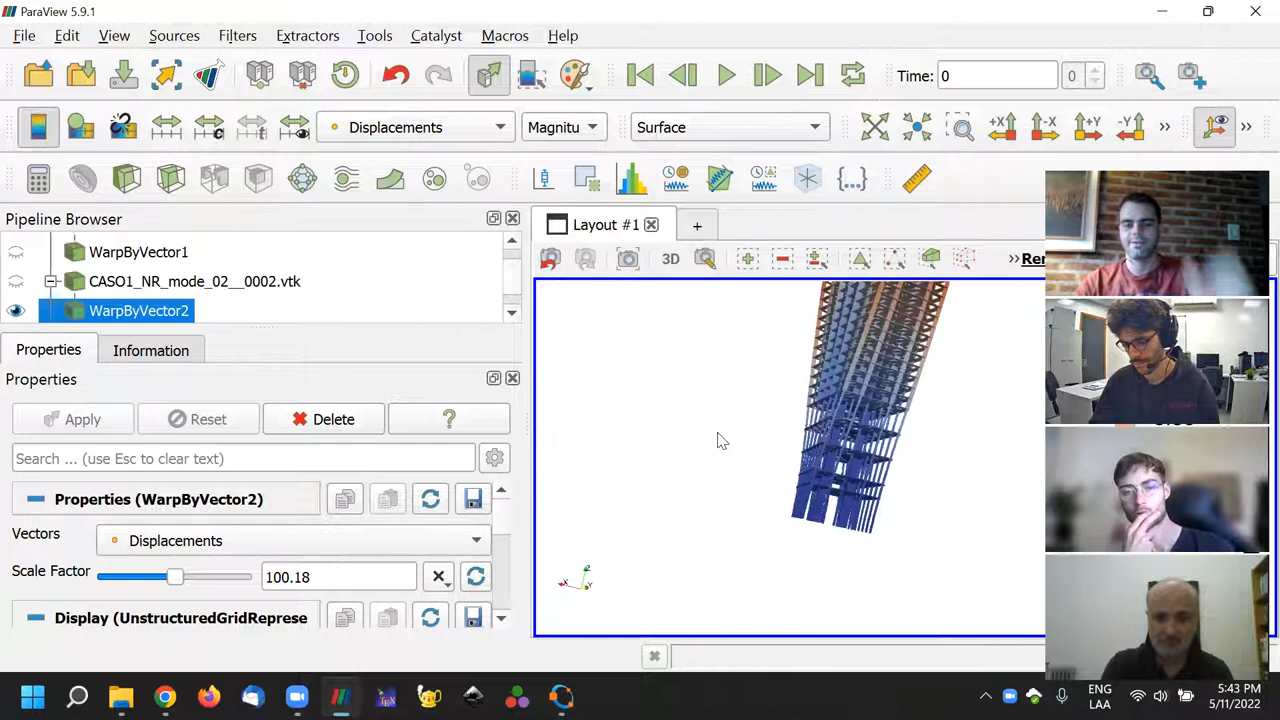 ParaView 5.9.1
File Edit View Sources Filters Extractors Tools Catalyst Macros Help
Time: 0 0
Displacements Magnitu Surface +X -X +Y -Y
Pipeline Browser
WarpByVector1
CASO1_NR_mode_02__0002.vtk
WarpByVector2
Layout #1
3D
Ren
Properties Information
Properties
Apply Reset Delete ?
Search ... (use Esc to clear text)
Properties (WarpByVector2)
Vectors Displacements
Scale Factor 100.18
Display (UnstructuredGridReprese
X Z Y
ENG
LAA
5:43 PM
5/11/2022